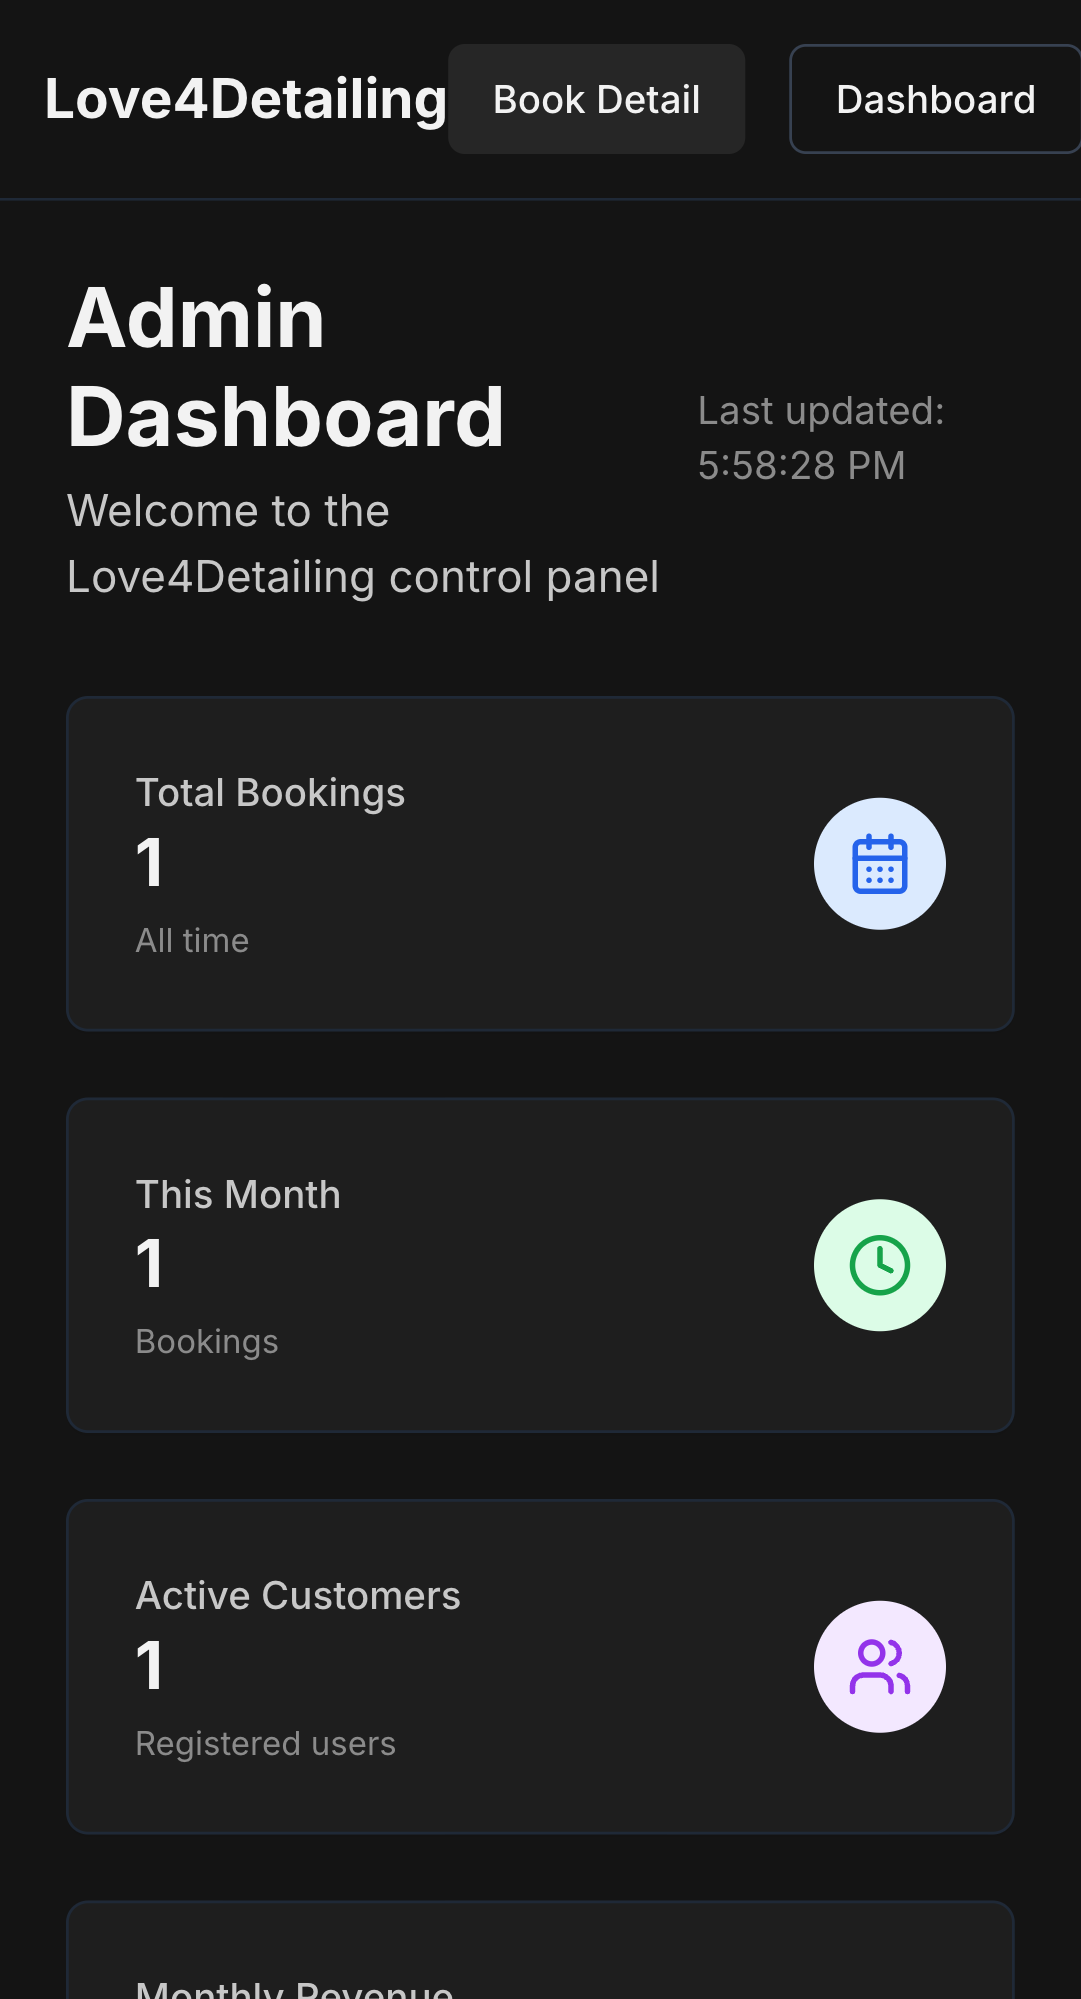 Love4Detailing
Book Detail
Dashboard
Admin
Dashboard
Welcome to the
Love4Detailing control panel
Last updated:
5:58:28 PM
Total Bookings
1
All time
This Month
1
Bookings
Active Customers
1
Registered users
Monthly Revenue